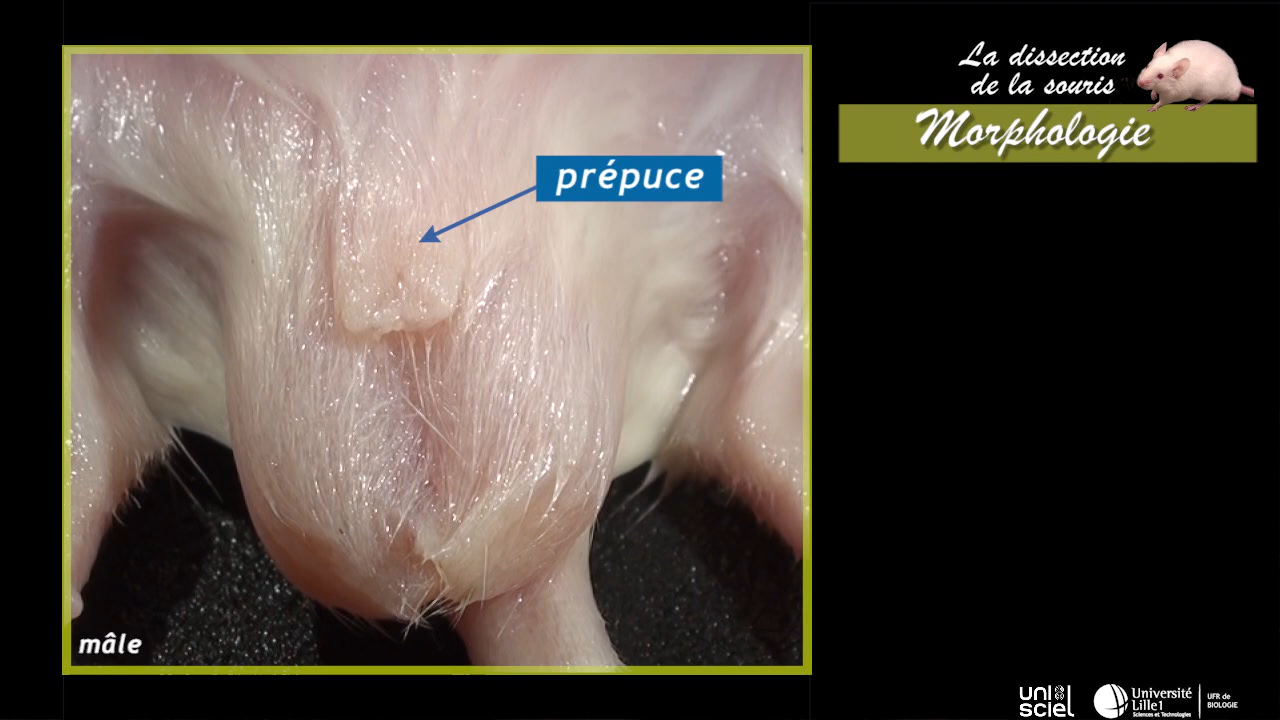 La dissection
de la souris
Morphologie
prépuce
mâle
uni
sciel
Université
Lille1
Sciences et Technologies
UFR de
BIOLOGIE